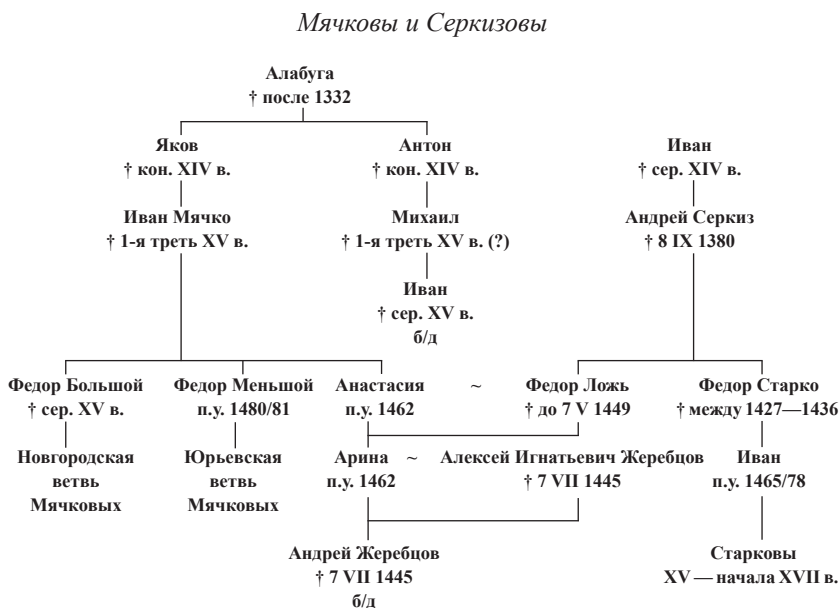 Мячковы и Серкизовы
Алабуга
† после 1332
Яков
† кон. XIV в.
Антон
† кон. XIV в.
Иван
† сер. XIV в.
Иван Мячко
† 1-я треть XV в.
Михаил
† 1-я треть XV в. (?)
Андрей Серкиз
† 8 IX 1380
Иван
† сер. XV в.
б/д
Федор Большой
† сер. XV в.
Федор Меньшой
п.у. 1480/81
Анастасия
п.у. 1462
~
Федор Ложь
† до 7 V 1449
Федор Старко
† между 1427—1436
Новгородская
ветвь
Мячковых
Юрьевская
ветвь
Мячковых
Арина
п.у. 1462
~
Алексей Игнатьевич Жеребцов
† 7 VII 1445
Иван
п.у. 1465/78
Андрей Жеребцов
† 7 VII 1445
б/д
Старковы
XV — начала XVII в.